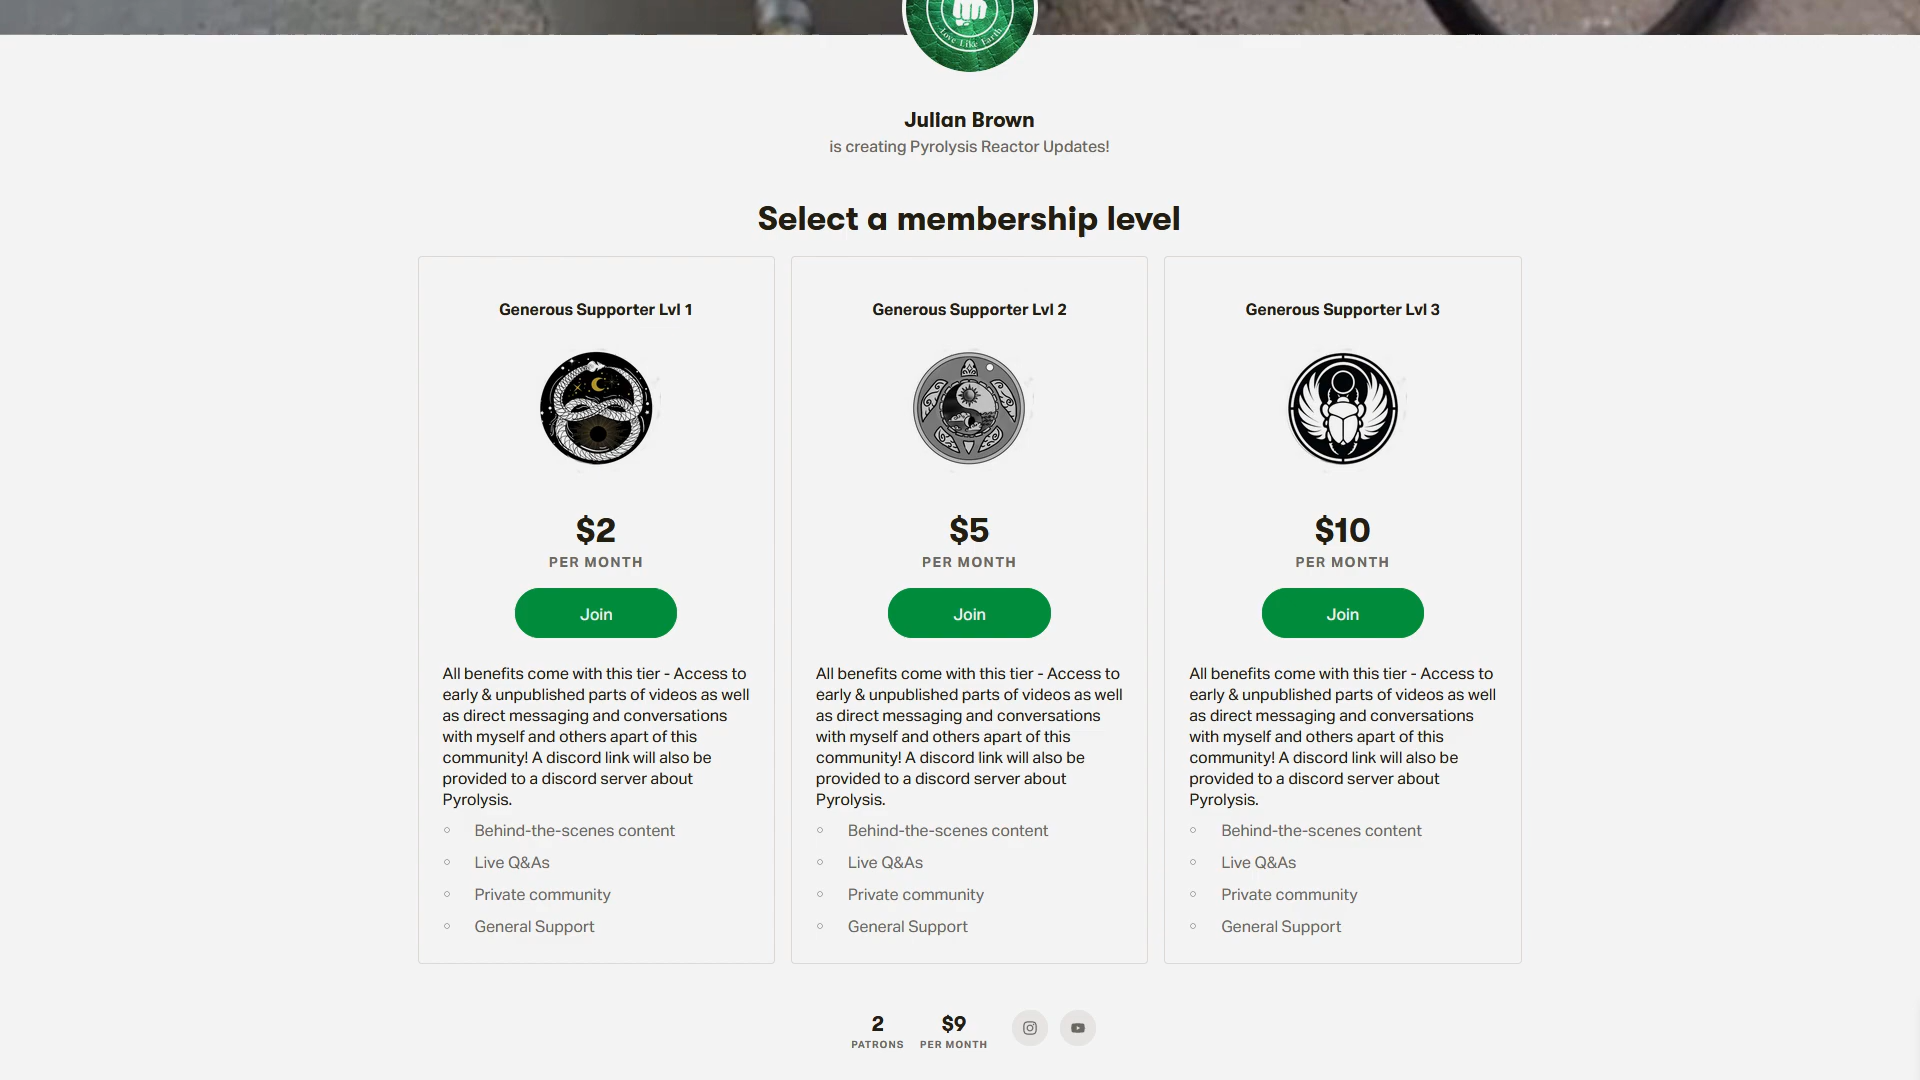 Love Like Earth
Julian Brown
is creating Pyrolysis Reactor Updates!
Select a membership level
Generous Supporter Lvl 1
$2
PER MONTH
Join
All benefits come with this tier - Access to
early & unpublished parts of videos as well
as direct messaging and conversations
with myself and others apart of this
community! A discord link will also be
provided to a discord server about
Pyrolysis.
Behind-the-scenes content
Live Q&As
Private community
General Support
Generous Supporter Lvl 2
$5
PER MONTH
Join
All benefits come with this tier - Access to
early & unpublished parts of videos as well
as direct messaging and conversations
with myself and others apart of this
community! A discord link will also be
provided to a discord server about
Pyrolysis.
Behind-the-scenes content
Live Q&As
Private community
General Support
Generous Supporter Lvl 3
$10
PER MONTH
Join
All benefits come with this tier - Access to
early & unpublished parts of videos as well
as direct messaging and conversations
with myself and others apart of this
community! A discord link will also be
provided to a discord server about
Pyrolysis.
Behind-the-scenes content
Live Q&As
Private community
General Support
2
PATRONS
$9
PER MONTH